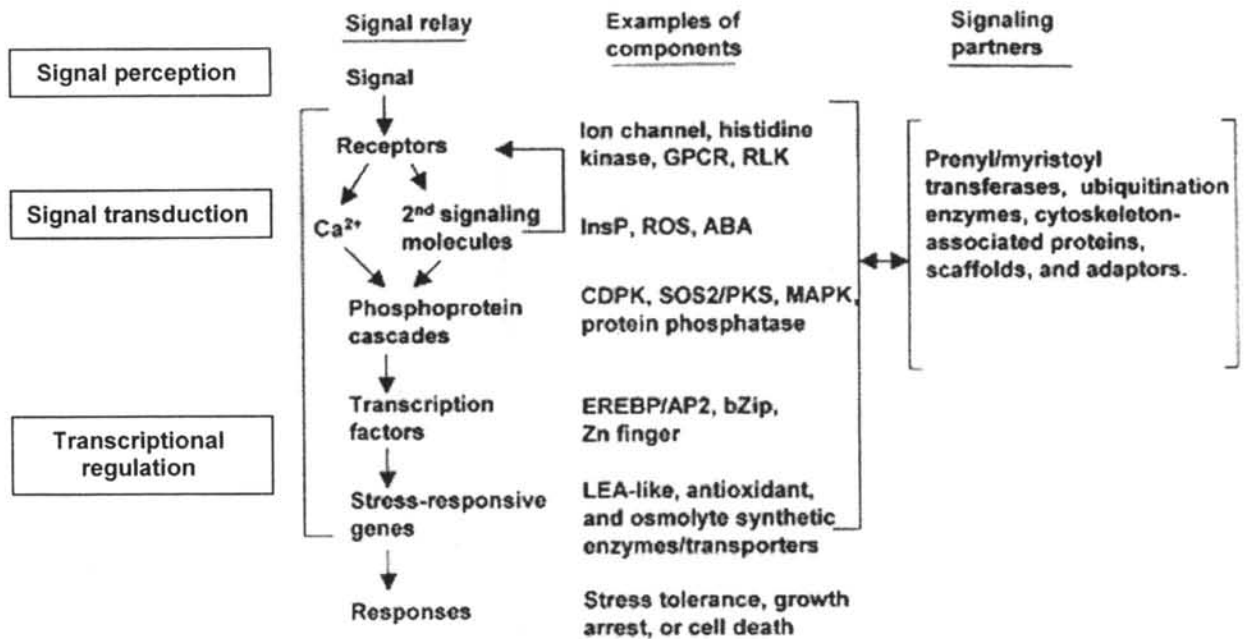 Signal relay
Examples of
components
Signaling
partners
Signal perception
Signal
Receptors
Ion channel, histidine
kinase, GPCR, RLK
Prenyl/myristoyl
transferases, ubiquitination
enzymes, cytoskeleton-
associated proteins,
scaffolds, and adaptors.
Signal transduction
Ca²⁺
2ⁿᵈ signaling
molecules
InsP, ROS, ABA
Phosphoprotein
cascades
CDPK, SOS2/PKS, MAPK,
protein phosphatase
Transcriptional
regulation
Transcription
factors
EREBP/AP2, bZip,
Zn finger
Stress-responsive
genes
LEA-like, antioxidant,
and osmolyte synthetic
enzymes/transporters
Responses
Stress tolerance, growth
arrest, or cell death